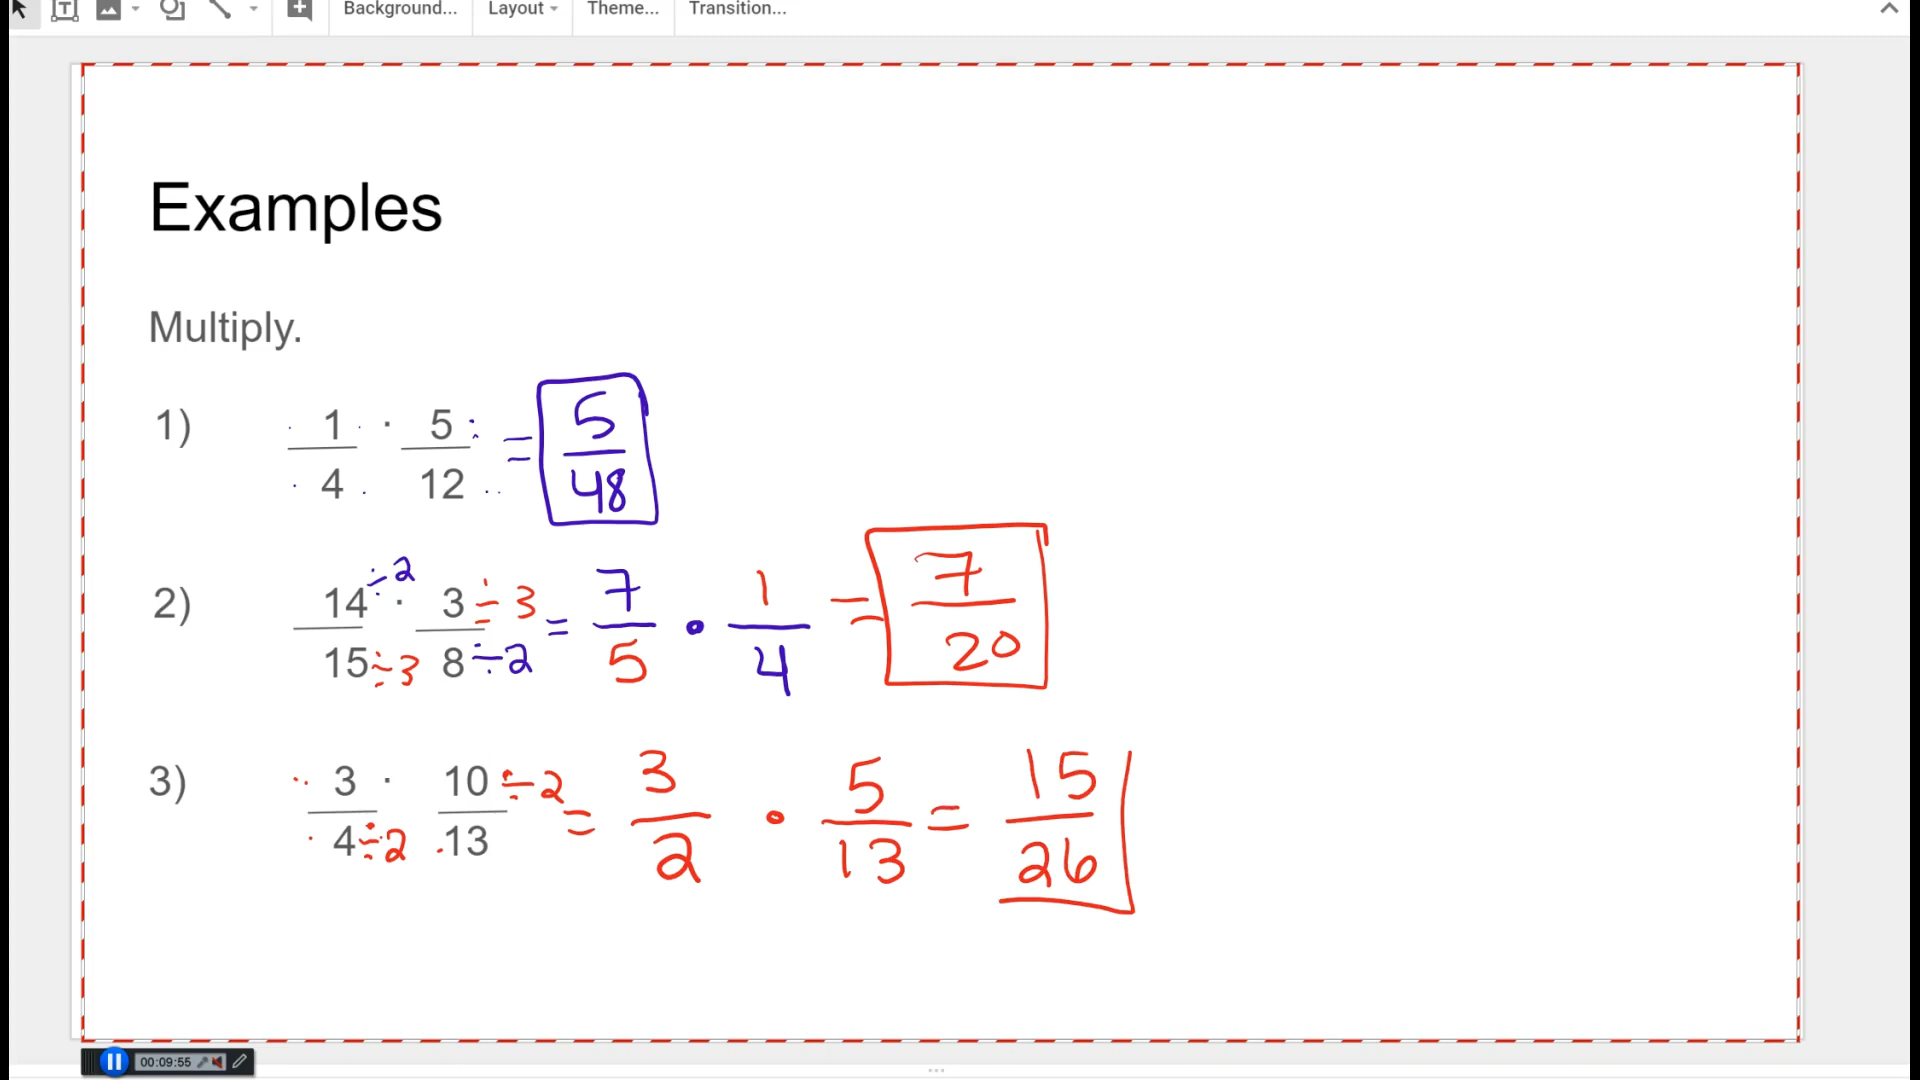 Background... Layout Theme... Transition...
Examples
Multiply.
1) 1/4 · 5/12 = 5/48
2) 14÷2/15÷3 · 3÷3/8÷2 = 7/5 • 1/4 = 7/20
3) 3/4÷2 · 10÷2/13 = 3/2 • 5/13 = 15/26
00:09:55